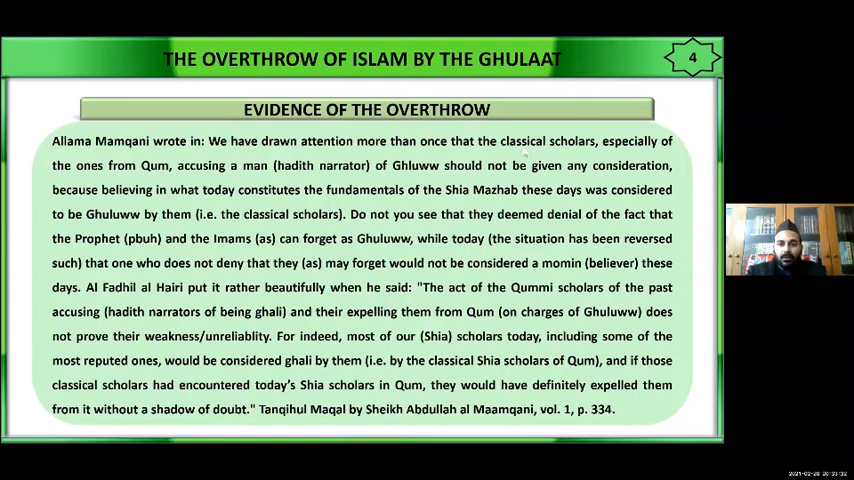 THE OVERTHROW OF ISLAM BY THE GHULAAT
4
EVIDENCE OF THE OVERTHROW
Allama Mamqani wrote in: We have drawn attention more than once that the classical scholars, especially of
the ones from Qum, accusing a man (hadith narrator) of Ghluww should not be given any consideration,
because believing in what today constitutes the fundamentals of the Shia Mazhab these days was considered
to be Ghuluww by them (i.e. the classical scholars). Do not you see that they deemed denial of the fact that
the Prophet (pbuh) and the Imams (as) can forget as Ghuluww, while today (the situation has been reversed
such) that one who does not deny that they (as) may forget would not be considered a momin (believer) these
days. Al Fadhil al Hairi put it rather beautifully when he said: "The act of the Qummi scholars of the past
accusing (hadith narrators of being ghali) and their expelling them from Qum (on charges of Ghuluww) does
not prove their weakness/unreliablity. For indeed, most of our (Shia) scholars today, including some of the
most reputed ones, would be considered ghali by them (i.e. by the classical Shia scholars of Qum), and if those
classical scholars had encountered today's Shia scholars in Qum, they would have definitely expelled them
from it without a shadow of doubt." Tanqihul Maqal by Sheikh Abdullah al Maamqani, vol. 1, p. 334.